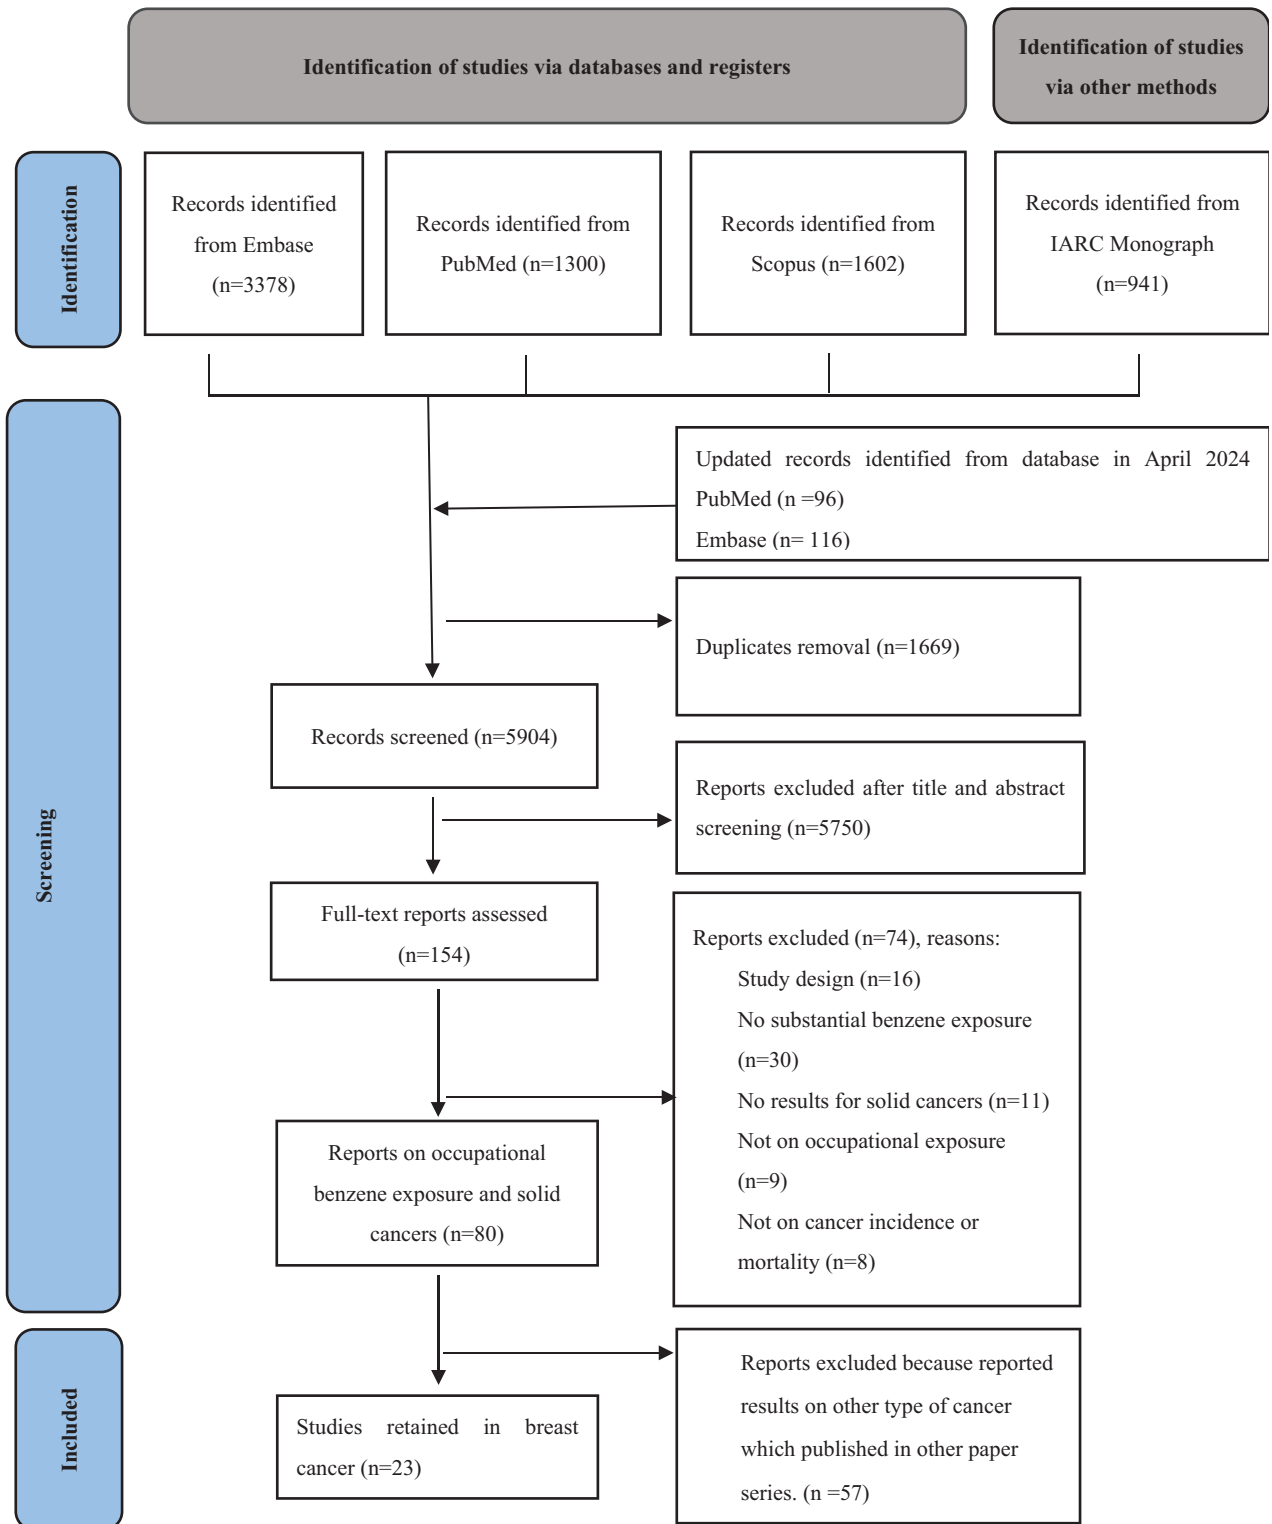 Identification of studies via databases and registers
Identification of studies
via other methods
Identification
Records identified
from Embase
(n=3378)
Records identified from
PubMed (n=1300)
Records identified from
Scopus (n=1602)
Records identified from
IARC Monograph
(n=941)
Screening
Updated records identified from database in April 2024
PubMed (n =96)
Embase (n= 116)
Duplicates removal (n=1669)
Records screened (n=5904)
Reports excluded after title and abstract
screening (n=5750)
Full-text reports assessed
(n=154)
Reports excluded (n=74), reasons:
Study design (n=16)
No substantial benzene exposure
(n=30)
No results for solid cancers (n=11)
Not on occupational exposure
(n=9)
Not on cancer incidence or
mortality (n=8)
Reports on occupational
benzene exposure and solid
cancers (n=80)
Included
Reports excluded because reported
results on other type of cancer
which published in other paper
series. (n =57)
Studies retained in breast
cancer (n=23)